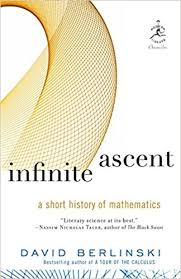 Chronicles
infinite ascent
a short history of mathematics
"Literary science at its best."
—NASSIM NICHOLAS TALEB, author of The Black Swan
DAVID BERLINSKI
Bestselling author of A TOUR OF THE CALCULUS